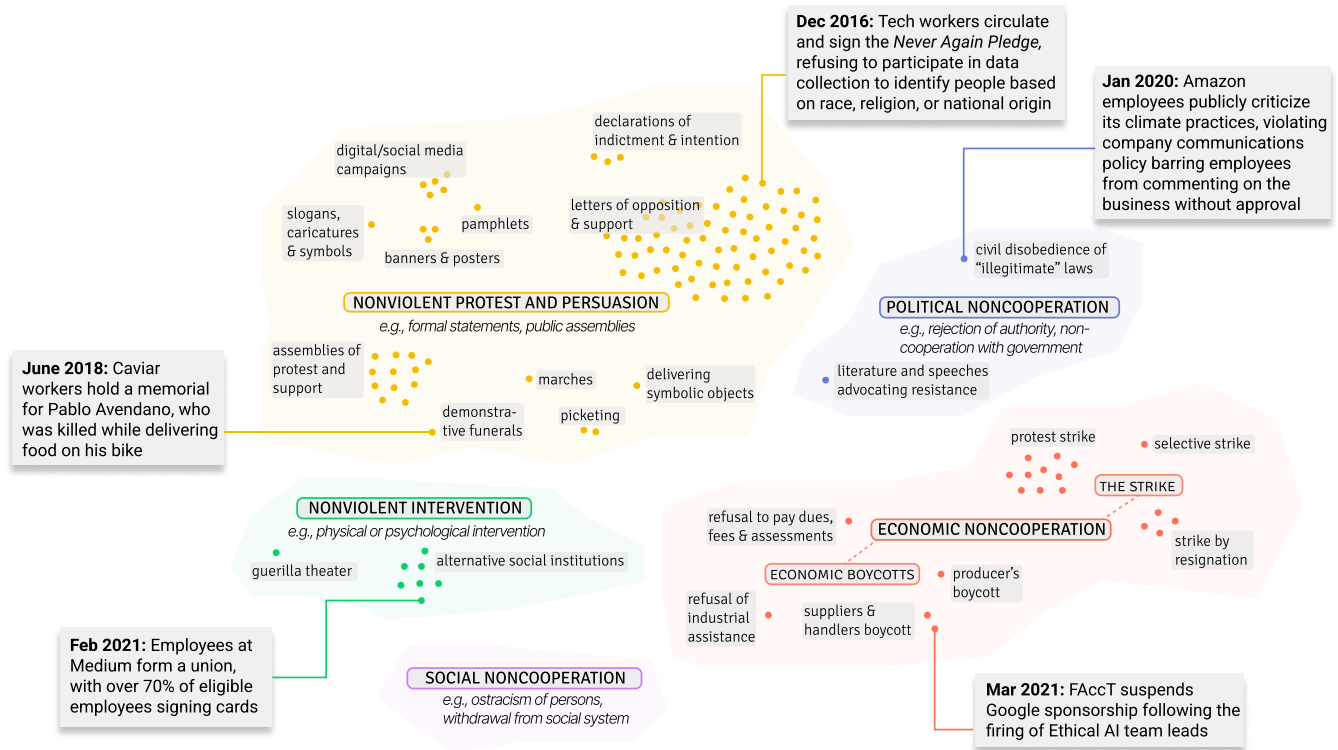 Dec 2016: Tech workers circulate
and sign the Never Again Pledge,
refusing to participate in data
collection to identify people based
on race, religion, or national origin
Jan 2020: Amazon
employees publicly criticize
its climate practices, violating
company communications
policy barring employees
from commenting on the
business without approval
declarations of
indictment & intention
digital/social media
campaigns
letters of opposition
& support
slogans,
caricatures
& symbols
pamphlets
banners & posters
civil disobedience of
“illegitimate” laws
NONVIOLENT PROTEST AND PERSUASION
e.g., formal statements, public assemblies
POLITICAL NONCOOPERATION
e.g., rejection of authority, non-
cooperation with government
assemblies of
protest and
support
marches
delivering
symbolic objects
literature and speeches
advocating resistance
June 2018: Caviar
workers hold a memorial
for Pablo Avendano, who
was killed while delivering
food on his bike
demonstra-
tive funerals
picketing
protest strike
selective strike
THE STRIKE
NONVIOLENT INTERVENTION
e.g., physical or psychological intervention
refusal to pay dues,
fees & assessments
ECONOMIC NONCOOPERATION
strike by
resignation
guerilla theater
alternative social institutions
ECONOMIC BOYCOTTS
producer’s
boycott
refusal of
industrial
assistance
suppliers &
handlers boycott
Feb 2021: Employees at
Medium form a union,
with over 70% of eligible
employees signing cards
SOCIAL NONCOOPERATION
e.g., ostracism of persons,
withdrawal from social system
Mar 2021: FAccT suspends
Google sponsorship following the
firing of Ethical AI team leads